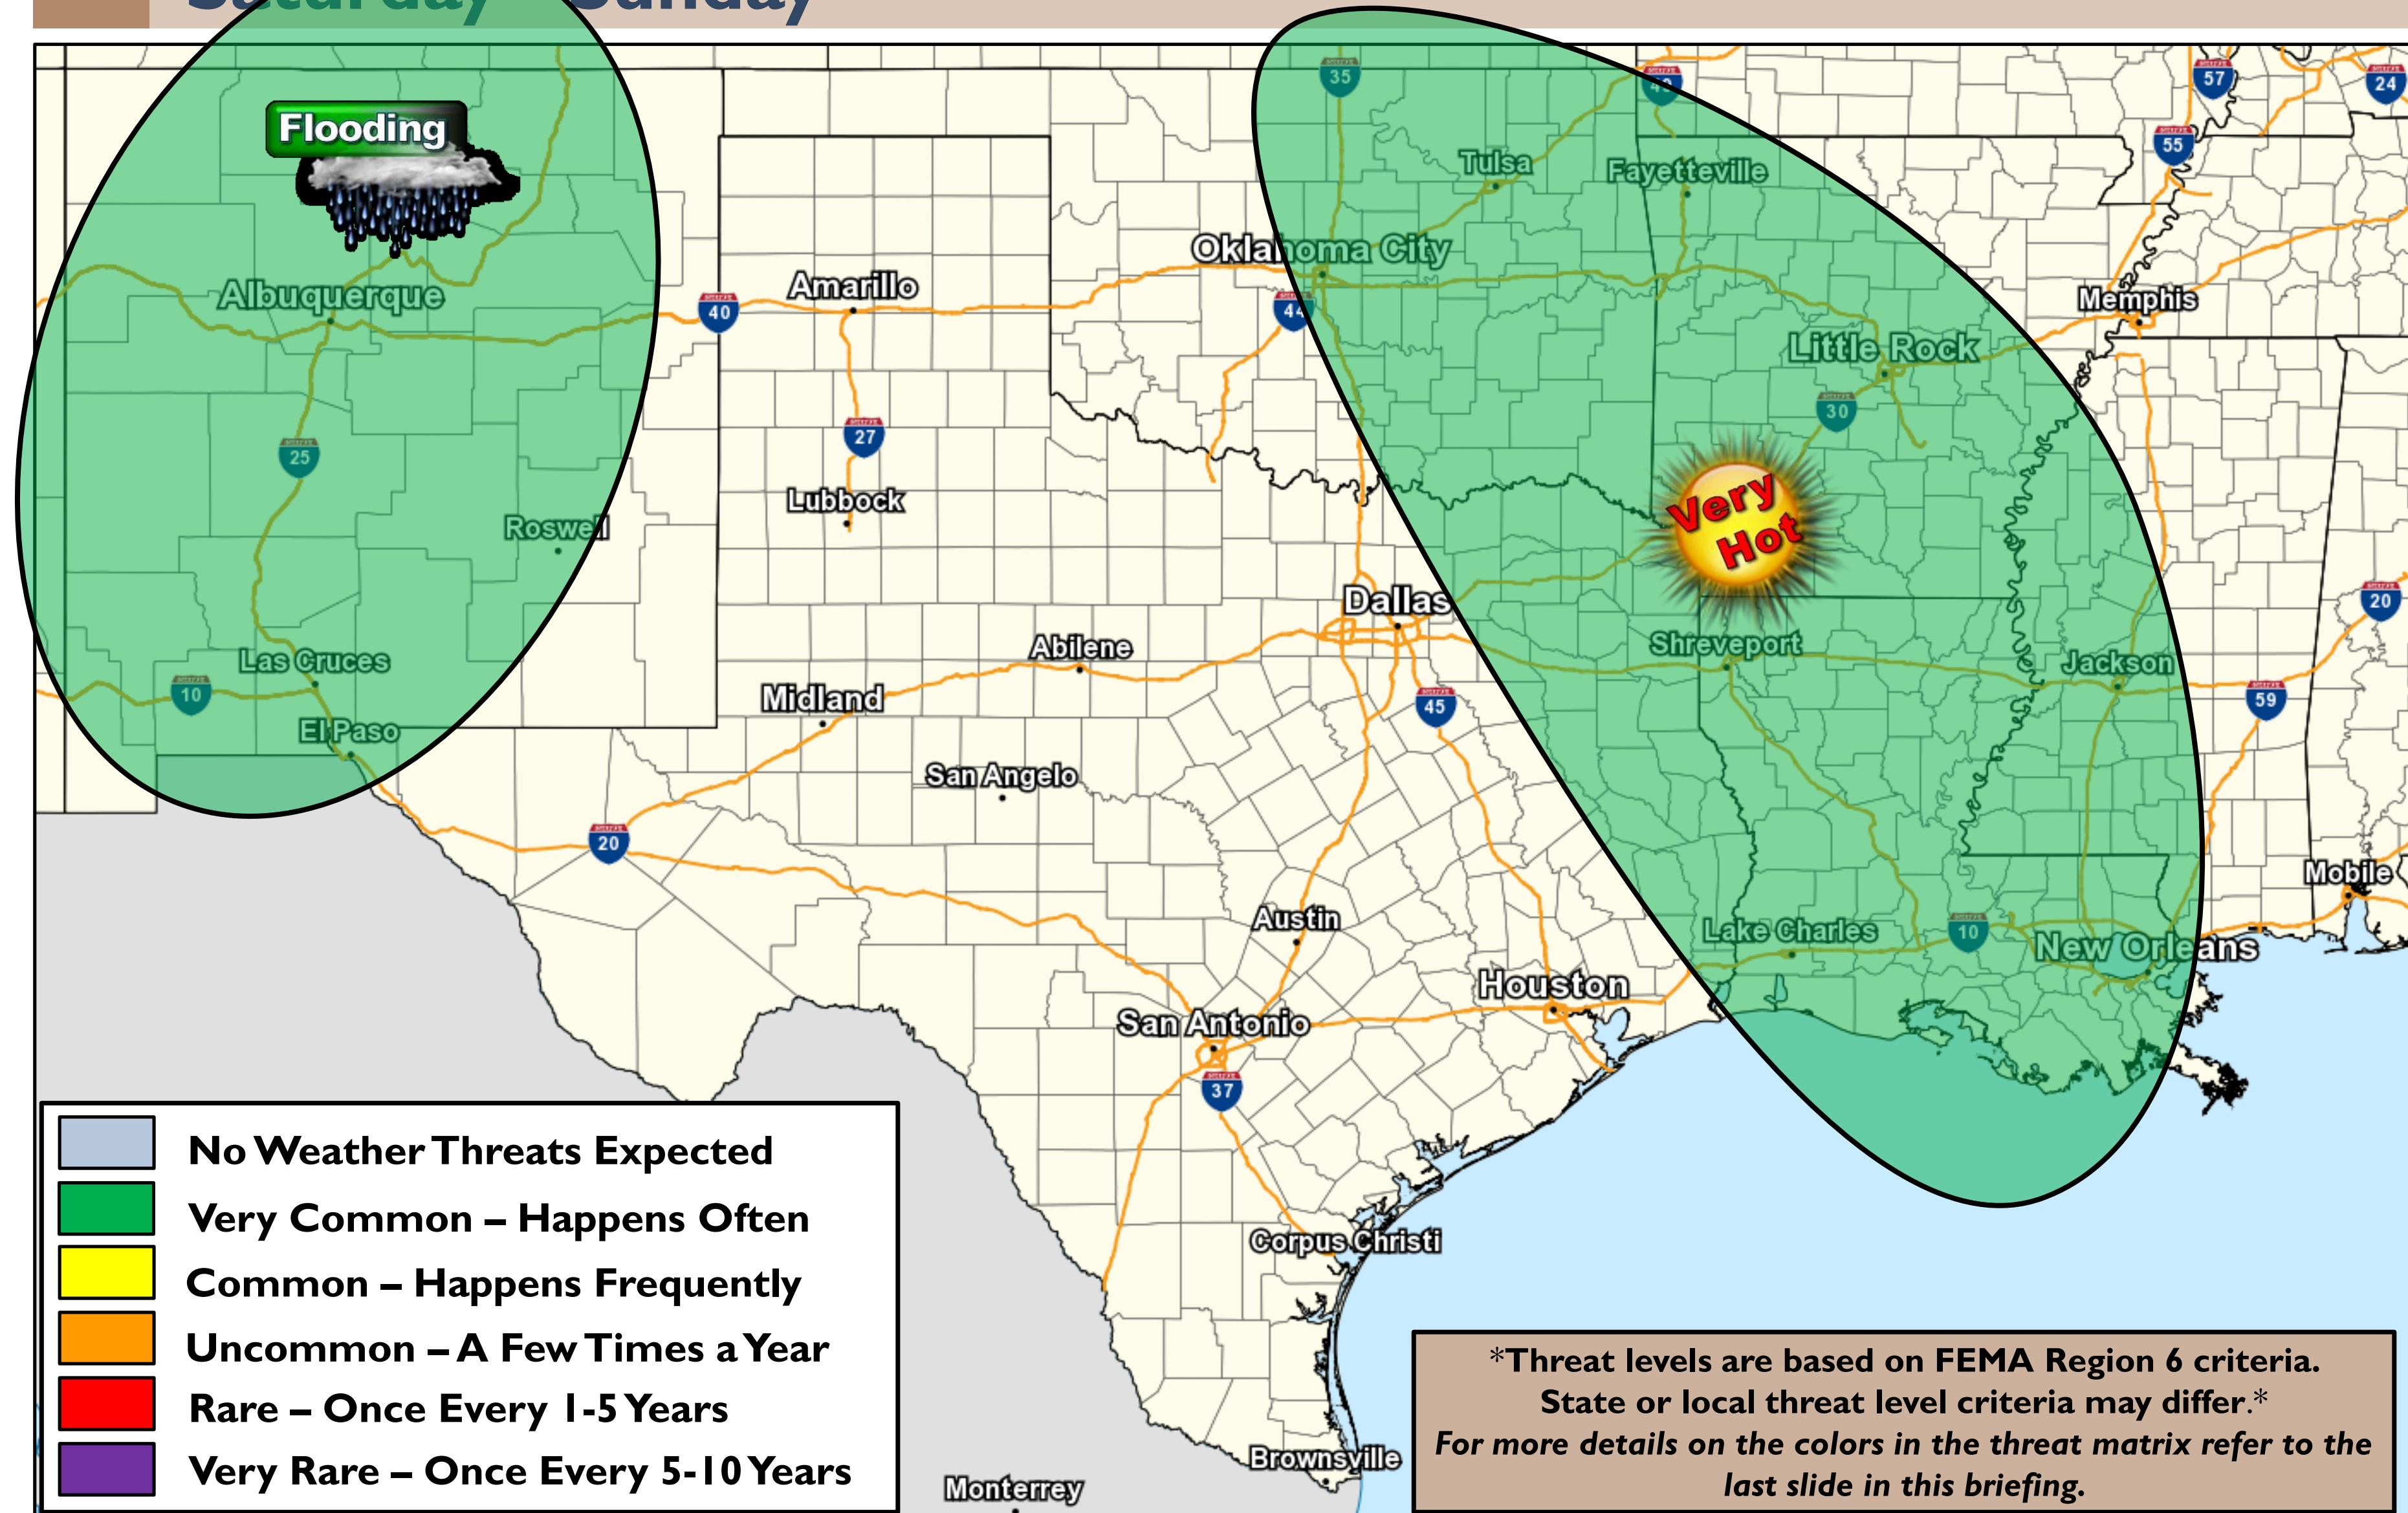 Saturday – Sunday
Flooding
35
49
57
24
55
Tulsa
Fayetteville
Oklahoma City
Albuquerque
Amarillo
40
44
Memphis
Little Rock
30
27
25
Lubbock
Roswell
Very
Hot
Dallas
20
Abilene
Shreveport
Las Cruces
Jackson
10
Midland
45
59
El Paso
San Angelo
20
Mobile
Austin
Lake Charles
10
New Orleans
Houston
San Antonio
37
Corpus Christi
Brownsville
Monterrey
No Weather Threats Expected
Very Common – Happens Often
Common – Happens Frequently
Uncommon – A Few Times a Year
Rare – Once Every 1-5 Years
Very Rare – Once Every 5-10 Years
*Threat levels are based on FEMA Region 6 criteria.
State or local threat level criteria may differ.*
For more details on the colors in the threat matrix refer to the
last slide in this briefing.